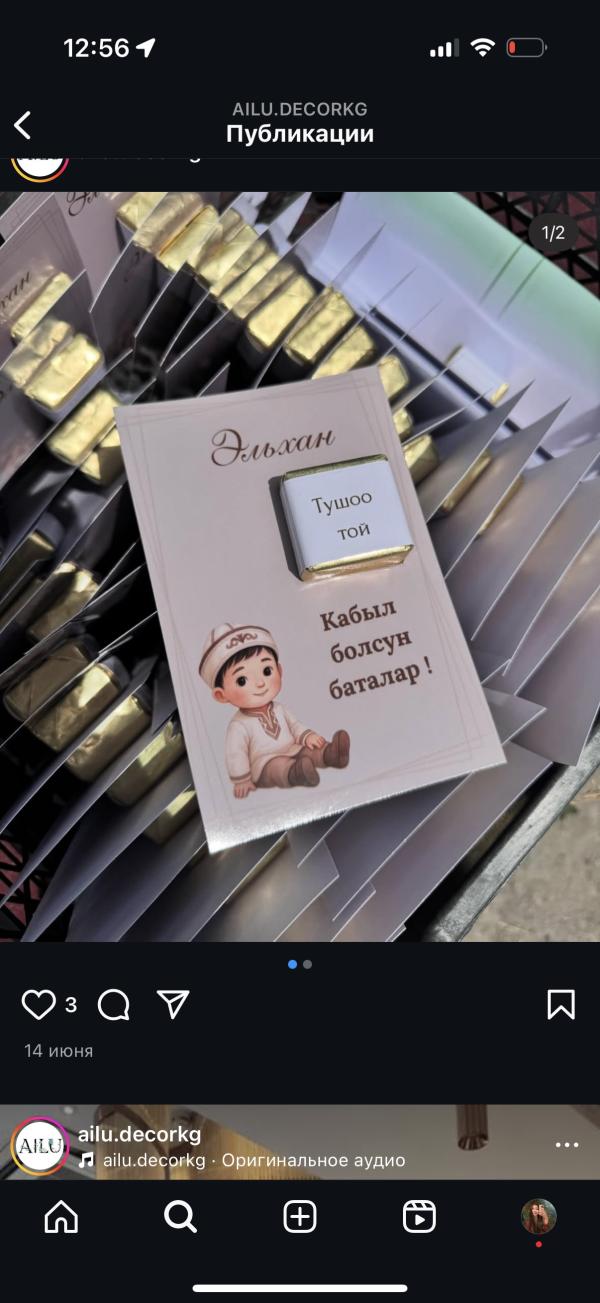 12:56
AILU.DECORKG
Публикации
1/2
Эльхан
Тушоо
той
Кабыл
болсун
баталар !
3
14 июня
AILU
ailu.decorkg
ailu.decorkg · Оригинальное аудио